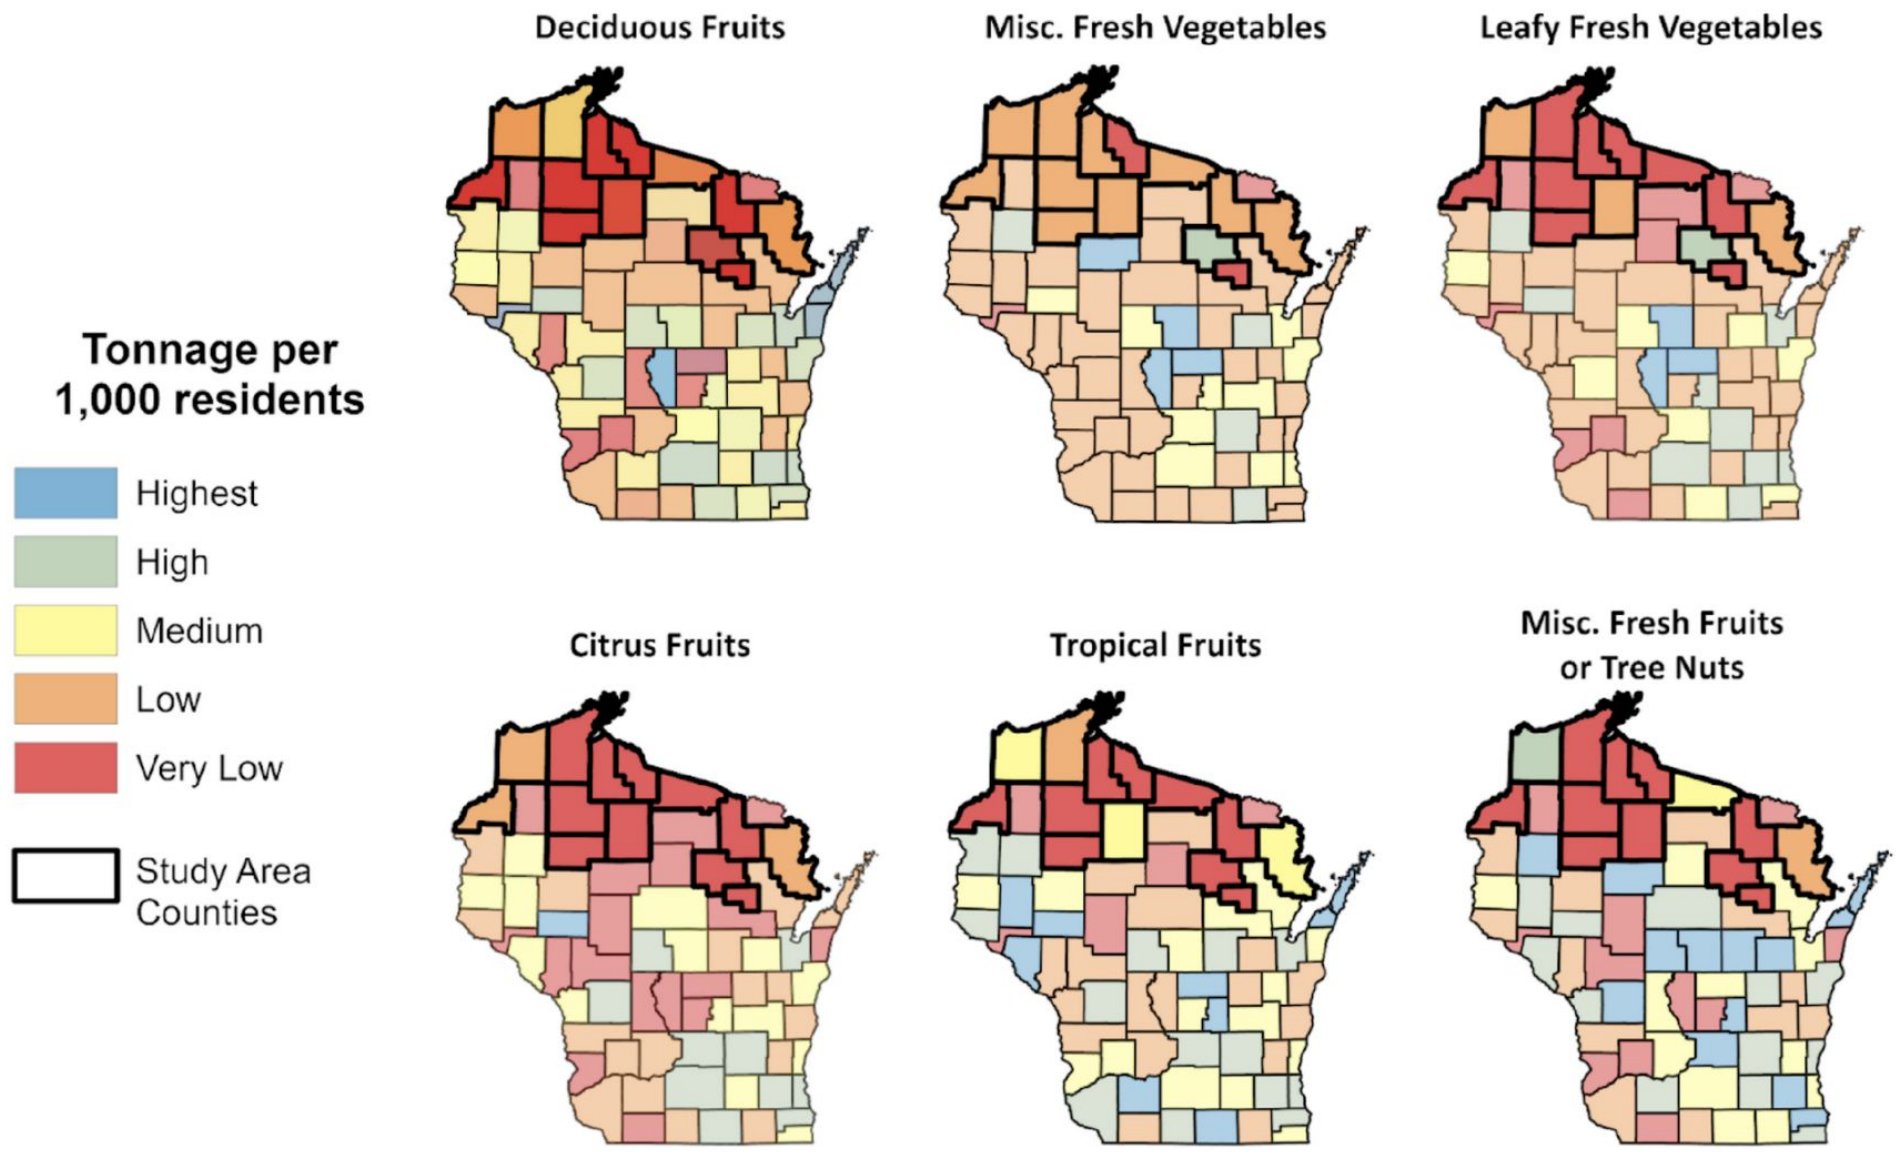 Deciduous Fruits
Misc. Fresh Vegetables
Leafy Fresh Vegetables
Tonnage per
1,000 residents
Highest
High
Medium
Low
Very Low
Study Area
Counties
Citrus Fruits
Tropical Fruits
Misc. Fresh Fruits
or Tree Nuts